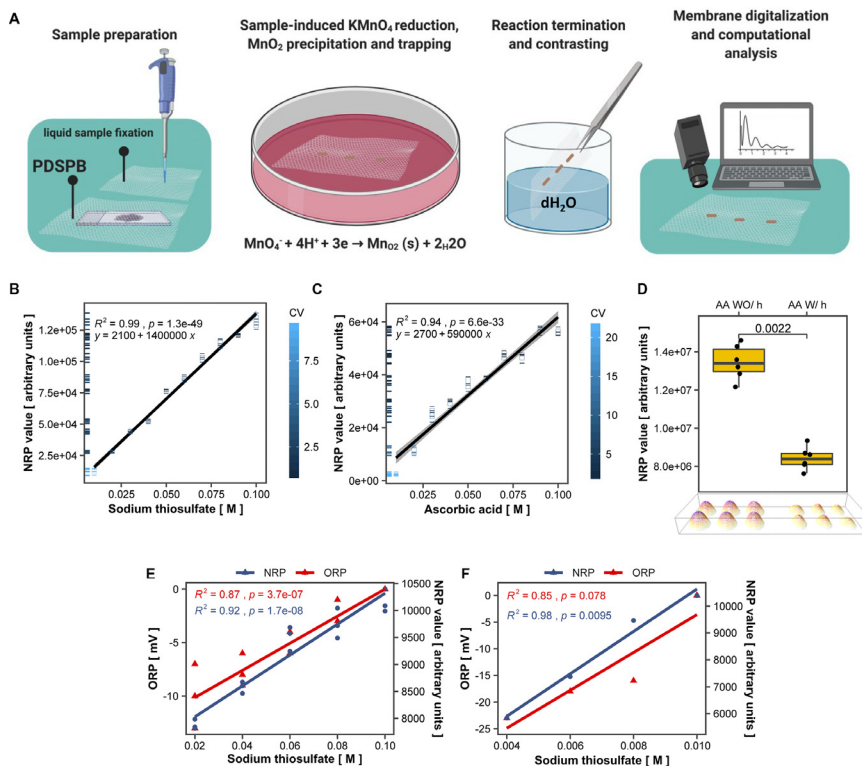 A
Sample preparation
liquid sample fixation
PDSPB
Sample-induced KMnO₄ reduction,
MnO₂ precipitation and trapping
MnO₄⁻ + 4H⁺ + 3e → Mn₀₂ (s) + 2ₕ2O
Reaction termination
and contrasting
dH₂O
Membrane digitalization
and computational
analysis
B
NRP value [ arbitrary units ]
1.2e+05
1.0e+05
7.5e+04
5.0e+04
2.5e+04
R² = 0.99 , p = 1.3e-49
y = 2100 + 1400000 x
0.025
0.050
0.075
0.100
Sodium thiosulfate [ M ]
CV
7.5
5.0
2.5
C
NRP value [ arbitrary units ]
6e+04
4e+04
2e+04
0e+00
R² = 0.94 , p = 6.6e-33
y = 2700 + 590000 x
0.025
0.050
0.075
0.100
Ascorbic acid [ M ]
CV
20
15
10
5
D
AA WO/ h
AA W/ h
0.0022
NRP value [ arbitrary units ]
1.4e+07
1.2e+07
1.0e+07
8.0e+06
E
NRP
ORP
R² = 0.87 , p = 3.7e-07
R² = 0.92 , p = 1.7e-08
ORP [ mV ]
0
-5
-10
0.02
0.04
0.06
0.08
0.10
Sodium thiosulfate [ M ]
10500
10000
9500
9000
8500
8000
NRP value [ arbitrary units ]
F
NRP
ORP
R² = 0.85 , p = 0.078
R² = 0.98 , p = 0.0095
ORP [ mV ]
0
-5
-10
-15
-20
-25
0.004
0.006
0.008
0.010
Sodium thiosulfate [ M ]
10000
9000
8000
7000
6000
NRP value [ arbitrary units ]